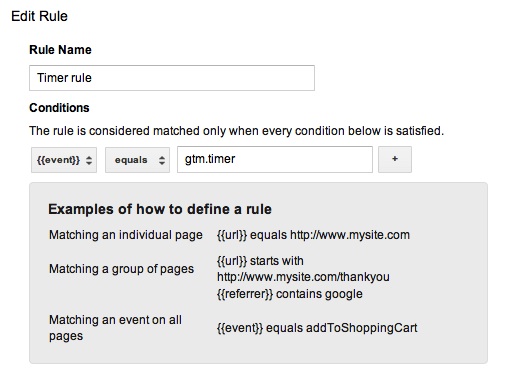 Edit Rule
Rule Name
Timer rule
Conditions
The rule is considered matched only when every condition below is satisfied.
{{event}} equals gtm.timer +
Examples of how to define a rule
Matching an individual page {{url}} equals http://www.mysite.com
Matching a group of pages {{url}} starts with
http://www.mysite.com/thankyou
{{referrer}} contains google
Matching an event on all
pages {{event}} equals addToShoppingCart